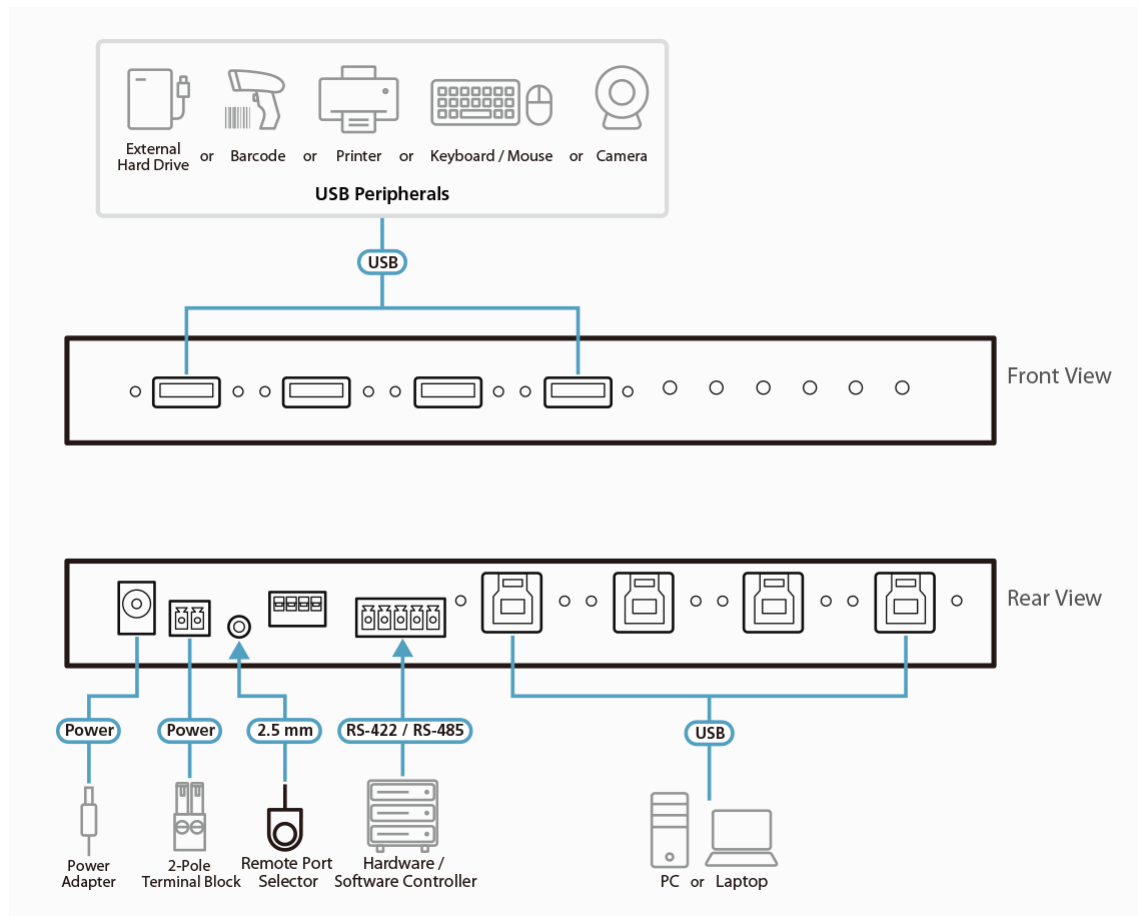 External
Hard Drive or Barcode or Printer or Keyboard / Mouse or Camera
USB Peripherals
USB
Front View
Rear View
Power Power 2.5 mm RS-422 / RS-485 USB
Power
Adapter
2-Pole
Terminal Block
Remote Port
Selector
Hardware /
Software Controller
PC or Laptop